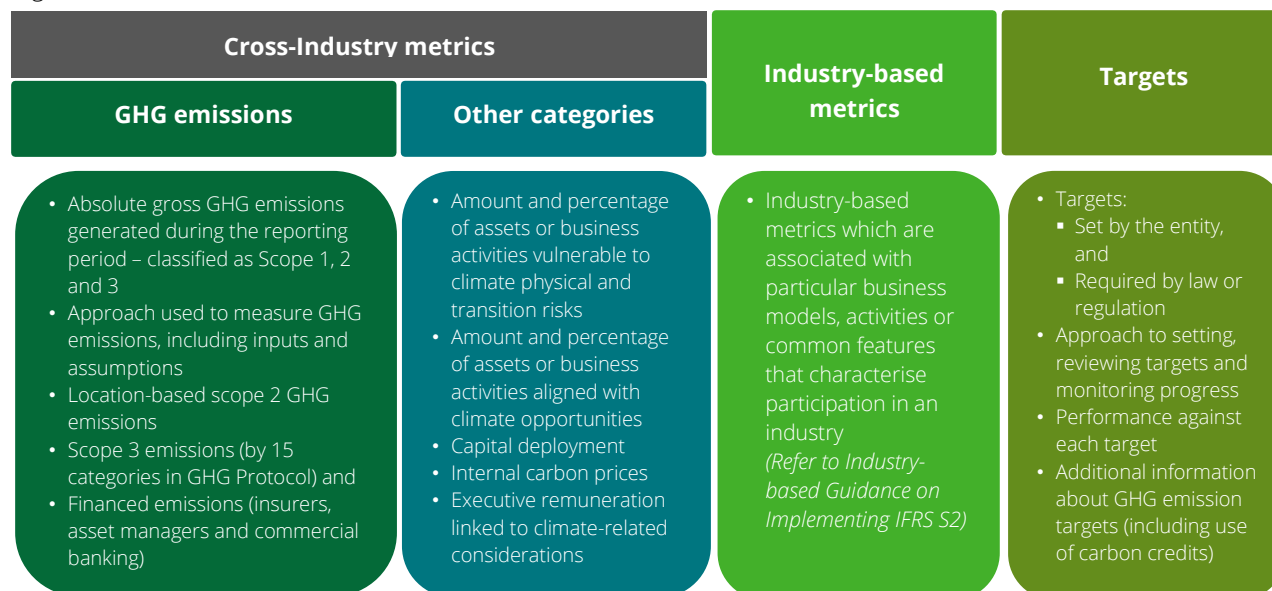 Cross-Industry metrics
GHG emissions
Other categories
Industry-based
metrics
Targets
• Absolute gross GHG emissions
generated during the reporting
period – classified as Scope 1, 2
and 3
• Approach used to measure GHG
emissions, including inputs and
assumptions
• Location-based scope 2 GHG
emissions
• Scope 3 emissions (by 15
categories in GHG Protocol) and
• Financed emissions (insurers,
asset managers and commercial
banking)
• Amount and percentage
of assets or business
activities vulnerable to
climate physical and
transition risks
• Amount and percentage
of assets or business
activities aligned with
climate opportunities
• Capital deployment
• Internal carbon prices
• Executive remuneration
linked to climate-related
considerations
• Industry-based
metrics which are
associated with
particular business
models, activities or
common features
that characterise
participation in an
industry
(Refer to Industry-
based Guidance on
Implementing IFRS S2)
• Targets:
▪ Set by the entity,
and
▪ Required by law or
regulation
• Approach to setting,
reviewing targets and
monitoring progress
• Performance against
each target
• Additional information
about GHG emission
targets (including use
of carbon credits)